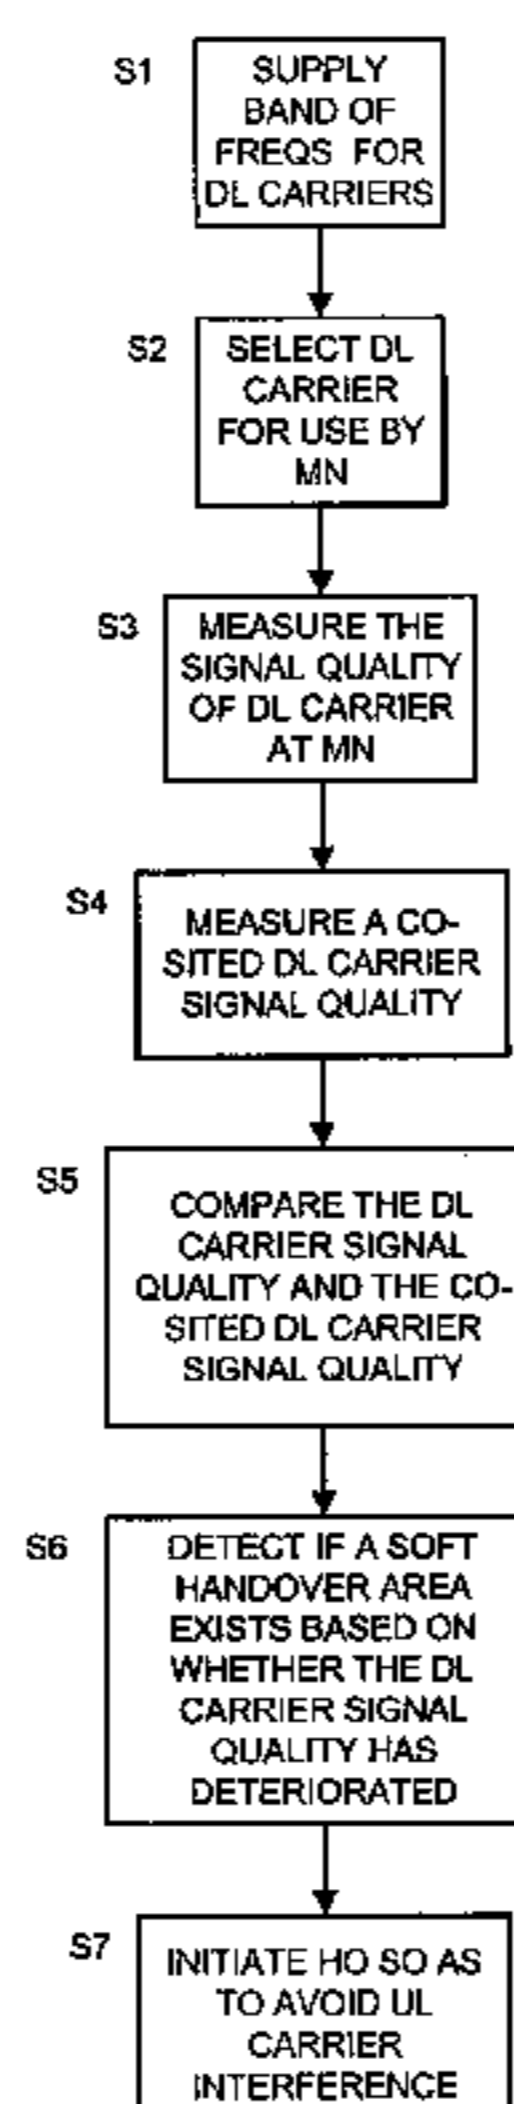 S1
SUPPLY
BAND OF
FREQS FOR
DL CARRIERS
S2
SELECT DL
CARRIER
FOR USE BY
MN
S3
MEASURE THE
SIGNAL QUALITY
OF DL CARRIER
AT MN
S4
MEASURE A CO-
SITED DL CARRIER
SIGNAL QUALITY
S5
COMPARE THE DL
CARRIER SIGNAL
QUALITY AND THE CO-
SITED DL CARRIER
SIGNAL QUALITY
S6
DETECT IF A SOFT
HANDOVER AREA
EXISTS BASED ON
WHETHER THE DL
CARRIER SIGNAL
QUALITY HAS
DETERIORATED
S7
INITIATE HO SO AS
TO AVOID UL
CARRIER
INTERFERENCE